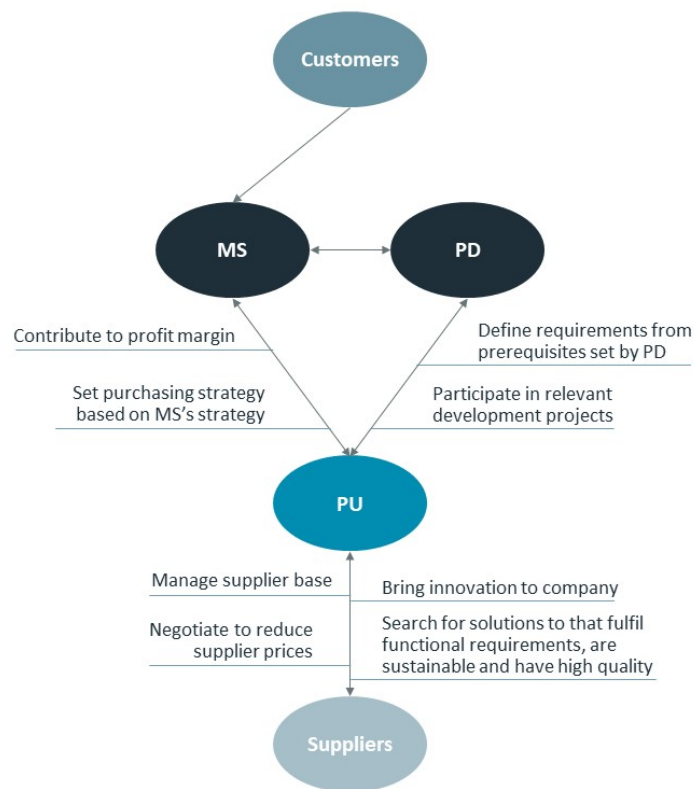 Customers
MS
PD
Contribute to profit margin
Define requirements from
prerequisites set by PD
Set purchasing strategy
based on MS's strategy
Participate in relevant
development projects
PU
Manage supplier base
Bring innovation to company
Negotiate to reduce
supplier prices
Search for solutions to that fulfil
functional requirements, are
sustainable and have high quality
Suppliers